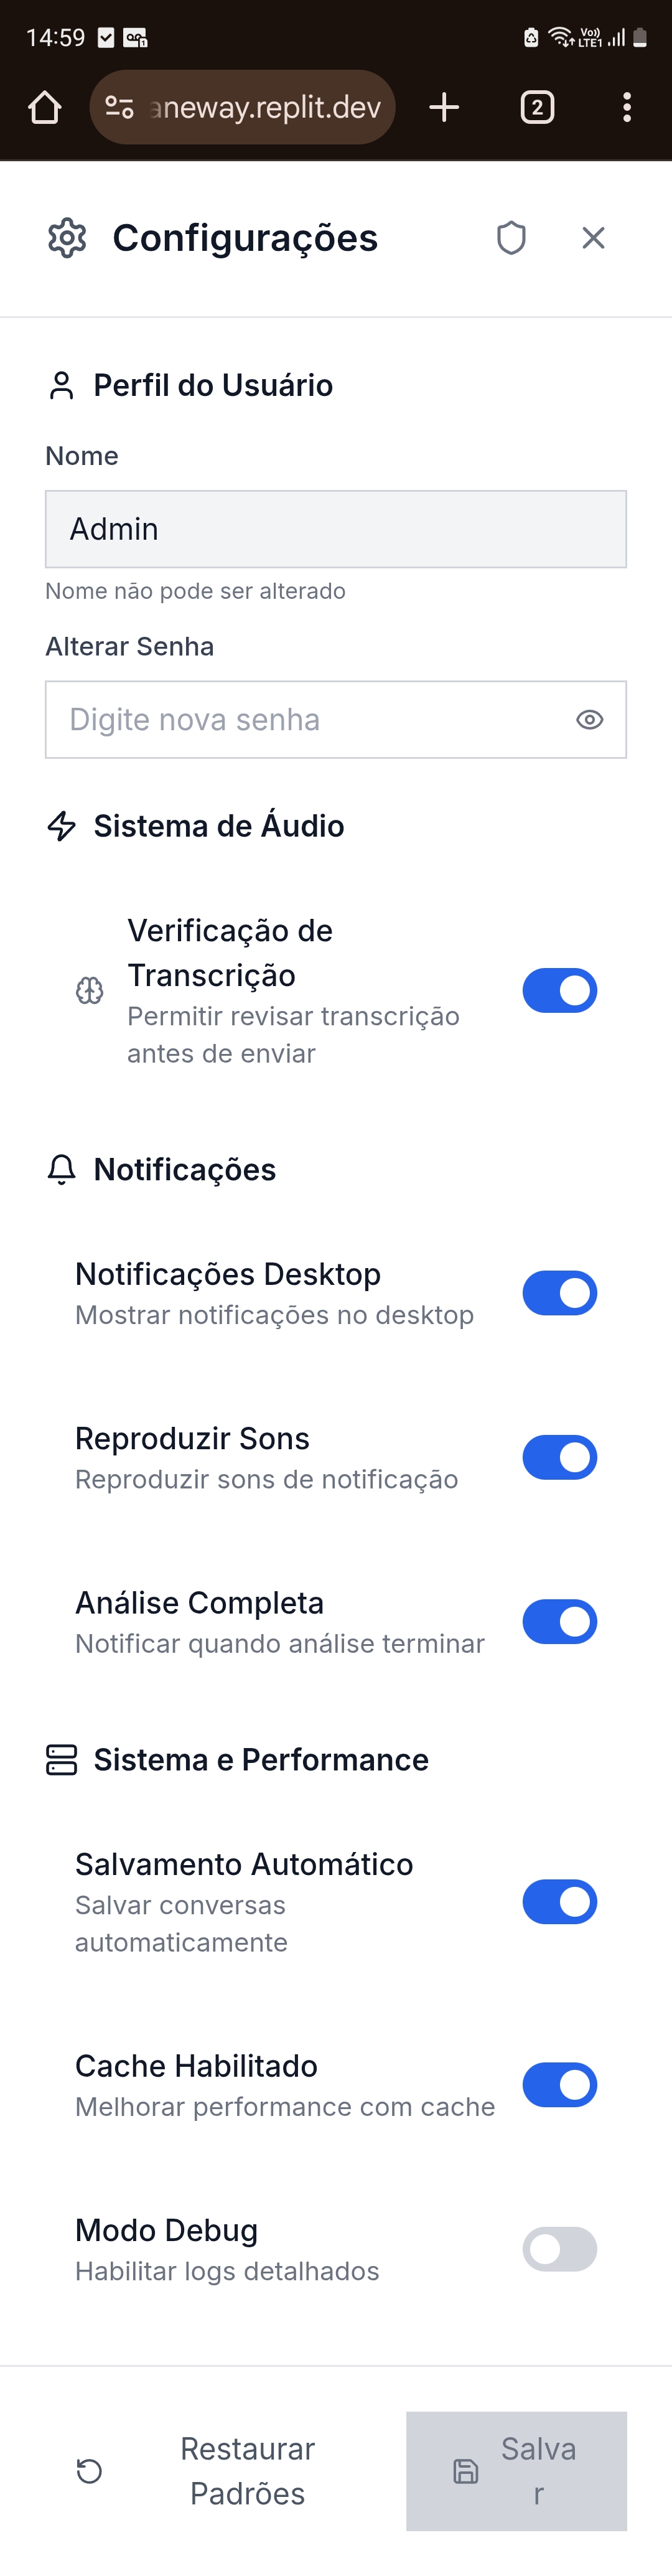 14:59
Vo))
LTE1
aneway.replit.dev
2
Configurações
Perfil do Usuário
Nome
Admin
Nome não pode ser alterado
Alterar Senha
Digite nova senha
Sistema de Áudio
Verificação de
Transcrição
Permitir revisar transcrição
antes de enviar
Notificações
Notificações Desktop
Mostrar notificações no desktop
Reproduzir Sons
Reproduzir sons de notificação
Análise Completa
Notificar quando análise terminar
Sistema e Performance
Salvamento Automático
Salvar conversas
automaticamente
Cache Habilitado
Melhorar performance com cache
Modo Debug
Habilitar logs detalhados
Restaurar
Padrões
Salva
r